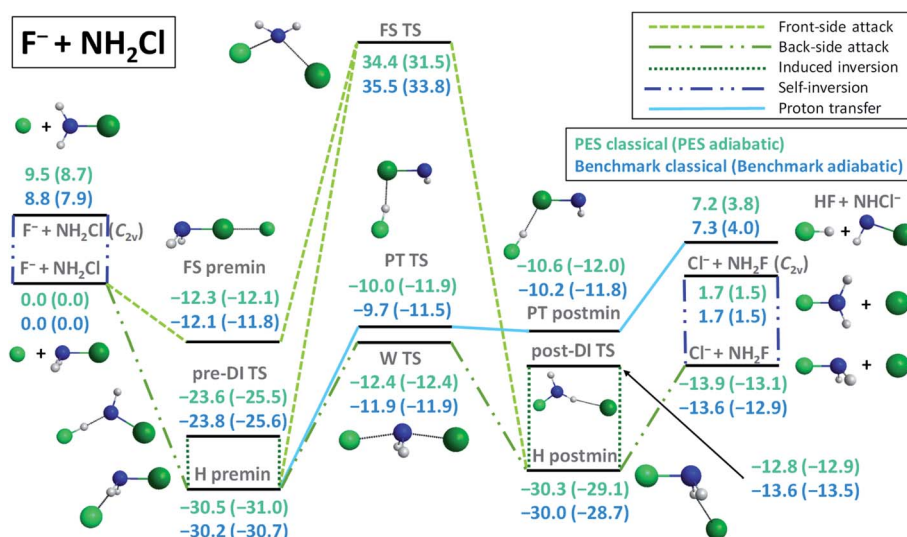 F⁻ + NH₂Cl
FS TS
34.4 (31.5)
35.5 (33.8)
Front-side attack
Back-side attack
Induced inversion
Self-inversion
Proton transfer
PES classical (PES adiabatic)
Benchmark classical (Benchmark adiabatic)
+
9.5 (8.7)
8.8 (7.9)
F⁻ + NH₂Cl (C₂ᵥ)
F⁻ + NH₂Cl
0.0 (0.0)
0.0 (0.0)
+
FS premin
−12.3 (−12.1)
−12.1 (−11.8)
pre-DI TS
−23.6 (−25.5)
−23.8 (−25.6)
H premin
−30.5 (−31.0)
−30.2 (−30.7)
PT TS
−10.0 (−11.9)
−9.7 (−11.5)
W TS
−12.4 (−12.4)
−11.9 (−11.9)
−10.6 (−12.0)
−10.2 (−11.8)
PT postmin
post-DI TS
H postmin
−30.3 (−29.1)
−30.0 (−28.7)
7.2 (3.8)
7.3 (4.0)
HF + NHCl⁻
+
Cl⁻ + NH₂F (C₂ᵥ)
1.7 (1.5)
1.7 (1.5)
+
Cl⁻ + NH₂F
−13.9 (−13.1)
−13.6 (−12.9)
+
−12.8 (−12.9)
−13.6 (−13.5)